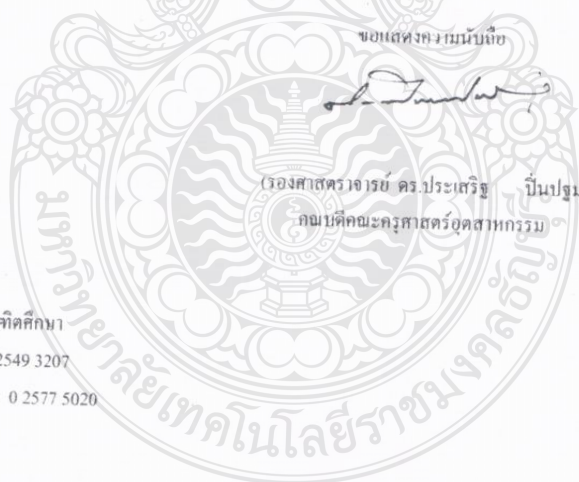 ขอแสดงความนับถือ
(รองศาสตราจารย์ ดร.ประเสริฐ ปิ่นปฐม
คณบดีคณะครุศาสตร์อุตสาหกรรม
ฑิตศึกษา
2549 3207
0 2577 5020
มหาวิทยาลัยเทคโนโลยีราชมงคลธัญบุรี